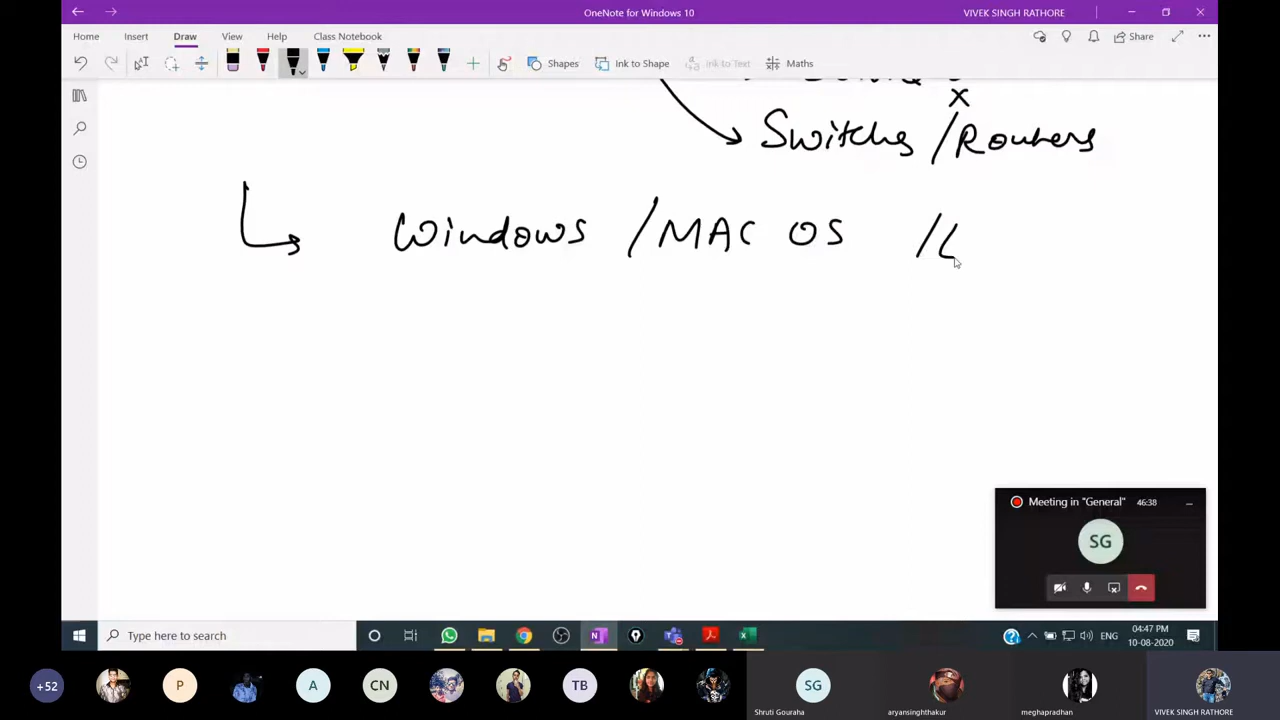 OneNote for Windows 10
VIVEK SINGH RATHORE
Home Insert Draw View Help Class Notebook
Share
Shapes
Ink to Shape
Ink to Text
Maths
x
Switchs / Routers
Windows / MAC OS /L
Meeting in "General" 46:38
SG
Type here to search
ENG
04:47 PM
10-08-2020
+52
P
A
CN
TB
SG
Shruti Gouraha
aryansinghthakur
meghapradhan
VIVEK SINGH RATHORE